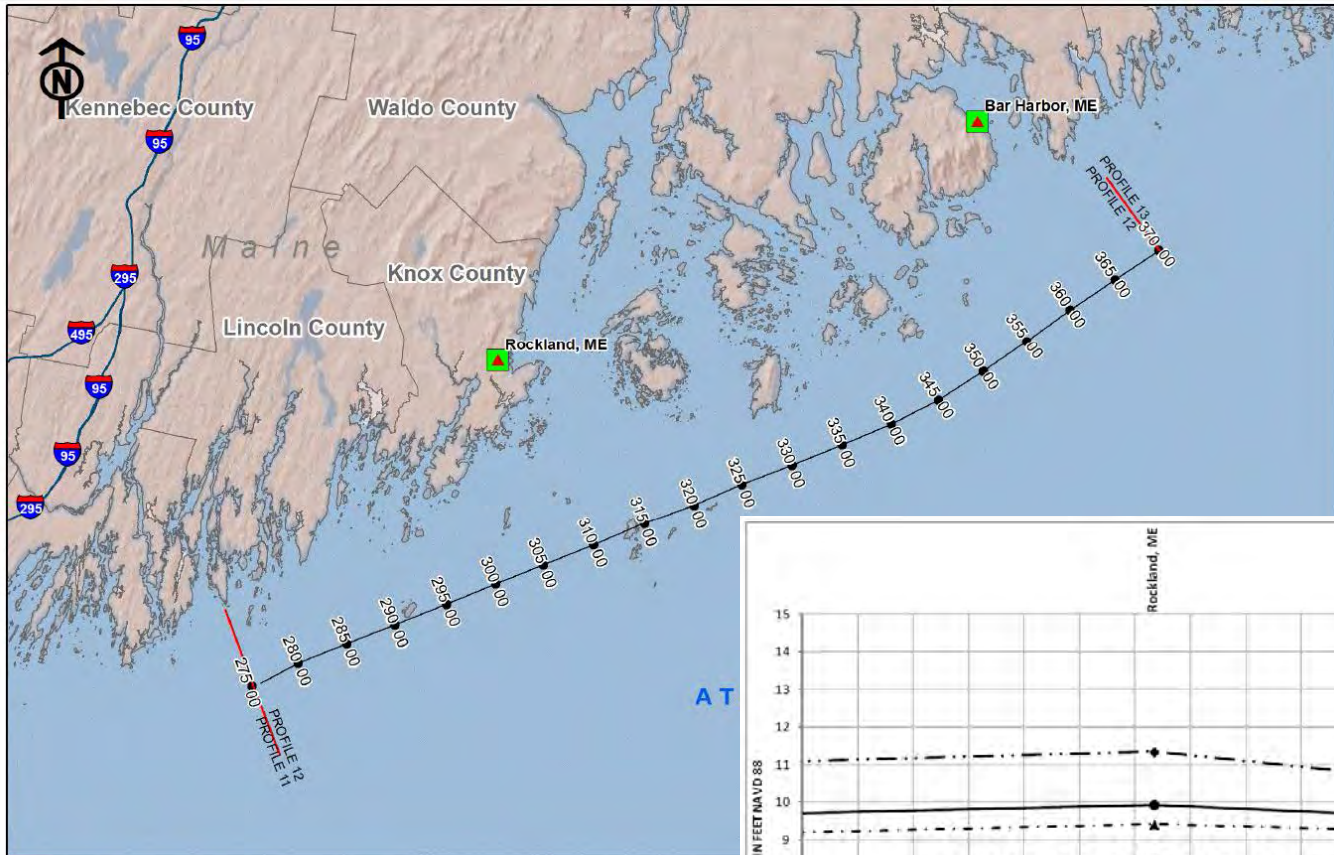 N
95
Kennebec County
Waldo County
Bar Harbor, ME
95
PROFILE 13
PROFILE 12
370+00
Maine
365+00
Knox County
295
360+00
Lincoln County
355+00
495
Rockland, ME
350+00
95
345+00
340+00
335+00
95
330+00
325+00
295
320+00
315+00
310+00
305+00
300+00
295+00
290+00
285+00
280+00
275+00
PROFILE 12
PROFILE 11
A T
Rockland, ME
15
14
13
12
11
10
9
IN FEET NAVD 88